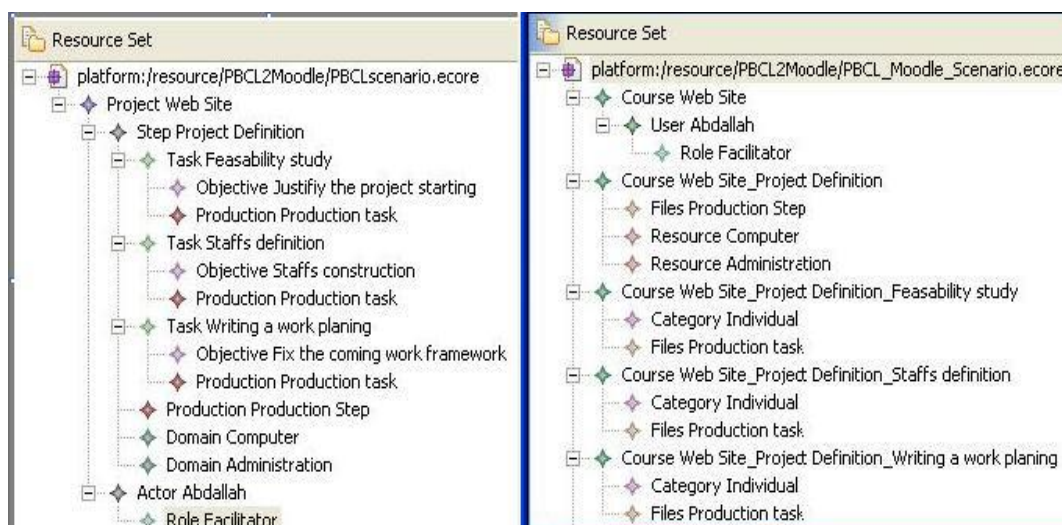 Resource Set
platform:/resource/PBCL2Moodle/PBCLscenario.ecore
Project Web Site
Step Project Definition
Task Feasability study
Objective Justifiy the project starting
Production Production task
Task Staffs definition
Objective Staffs construction
Production Production task
Task Writing a work planing
Objective Fix the coming work framework
Production Production task
Production Production Step
Domain Computer
Domain Administration
Actor Abdallah
Role Facilitator
Resource Set
platform:/resource/PBCL2Moodle/PBCL_Moodle_Scenario.ecore
Course Web Site
User Abdallah
Role Facilitator
Course Web Site_Project Definition
Files Production Step
Resource Computer
Resource Administration
Course Web Site_Project Definition_Feasability study
Category Individual
Files Production task
Course Web Site_Project Definition_Staffs definition
Category Individual
Files Production task
Course Web Site_Project Definition_Writing a work planing
Category Individual
Files Production task